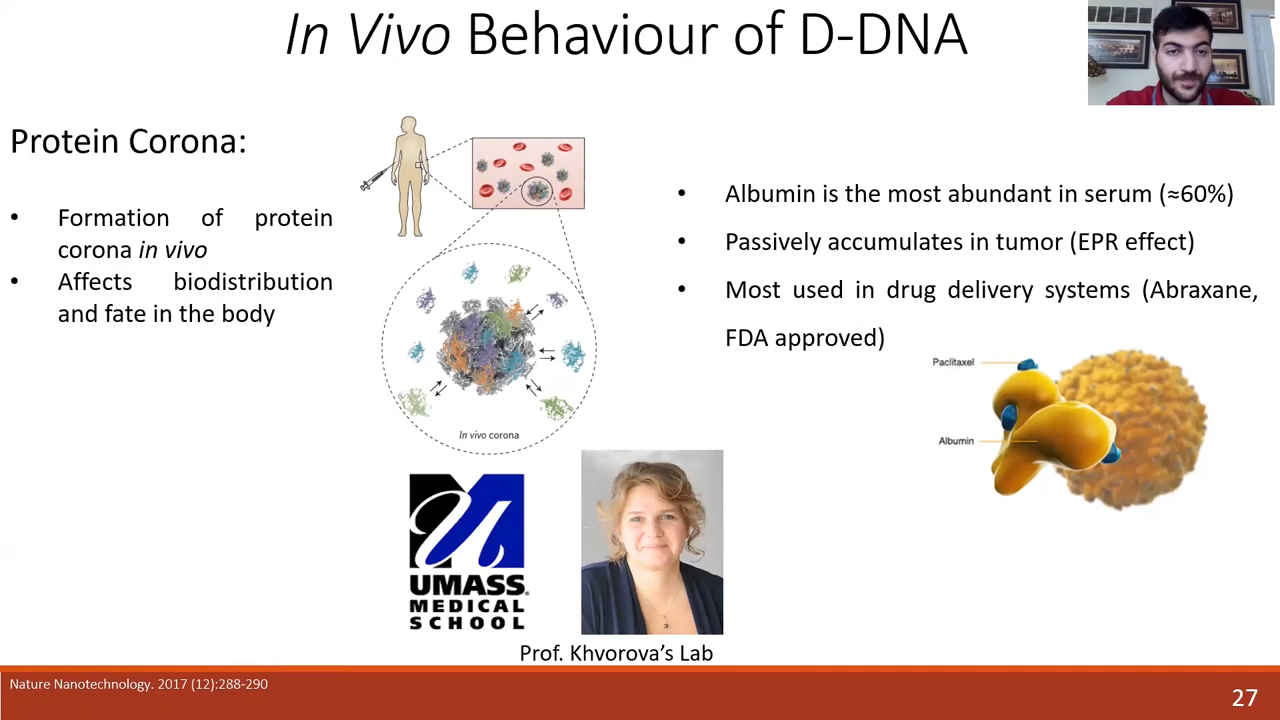 In Vivo Behaviour of D-DNA
Protein Corona:
• Formation of protein
corona in vivo
• Affects biodistribution
and fate in the body
In vivo corona
• Albumin is the most abundant in serum (≈60%)
• Passively accumulates in tumor (EPR effect)
• Most used in drug delivery systems (Abraxane,
FDA approved)
Paclitaxel
Albumin
UMASS
MEDICAL
SCHOOL
Prof. Khvorova's Lab
Nature Nanotechnology. 2017 (12):288-290
27